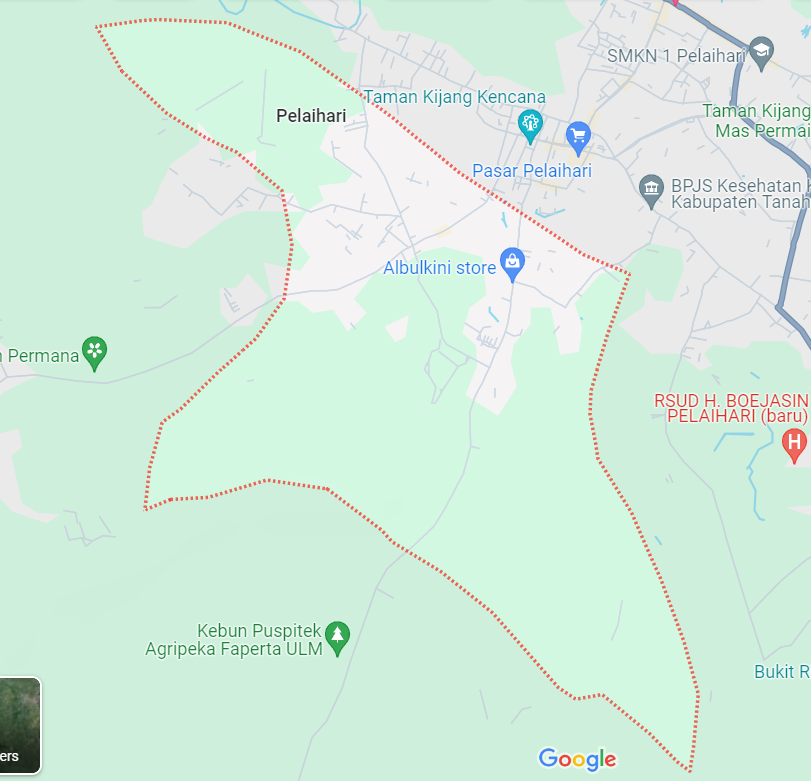 SMKN 1 Pelaihari
Taman Kijang Kencana
Pelaihari
Taman Kijang
Mas Permai
Pasar Pelaihari
BPJS Kesehatan
Kabupaten Tanah
Albulkini store
n Permana
RSUD H. BOEJASIN
PELAIHARI (baru)
H
Kebun Puspitek
Agripeka Faperta ULM
Bukit R
ers
Google